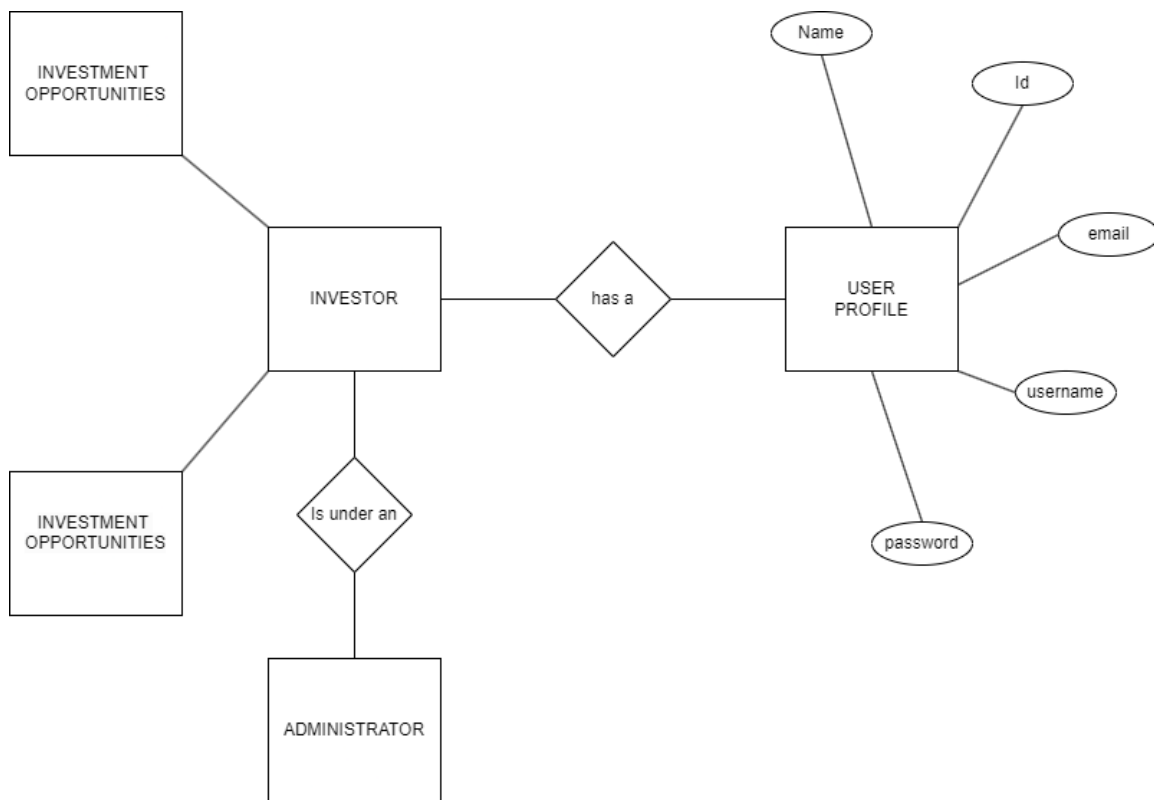 Name
Id
INVESTMENT
OPPORTUNITIES
email
INVESTOR
has a
USER
PROFILE
username
Is under an
INVESTMENT
OPPORTUNITIES
password
ADMINISTRATOR